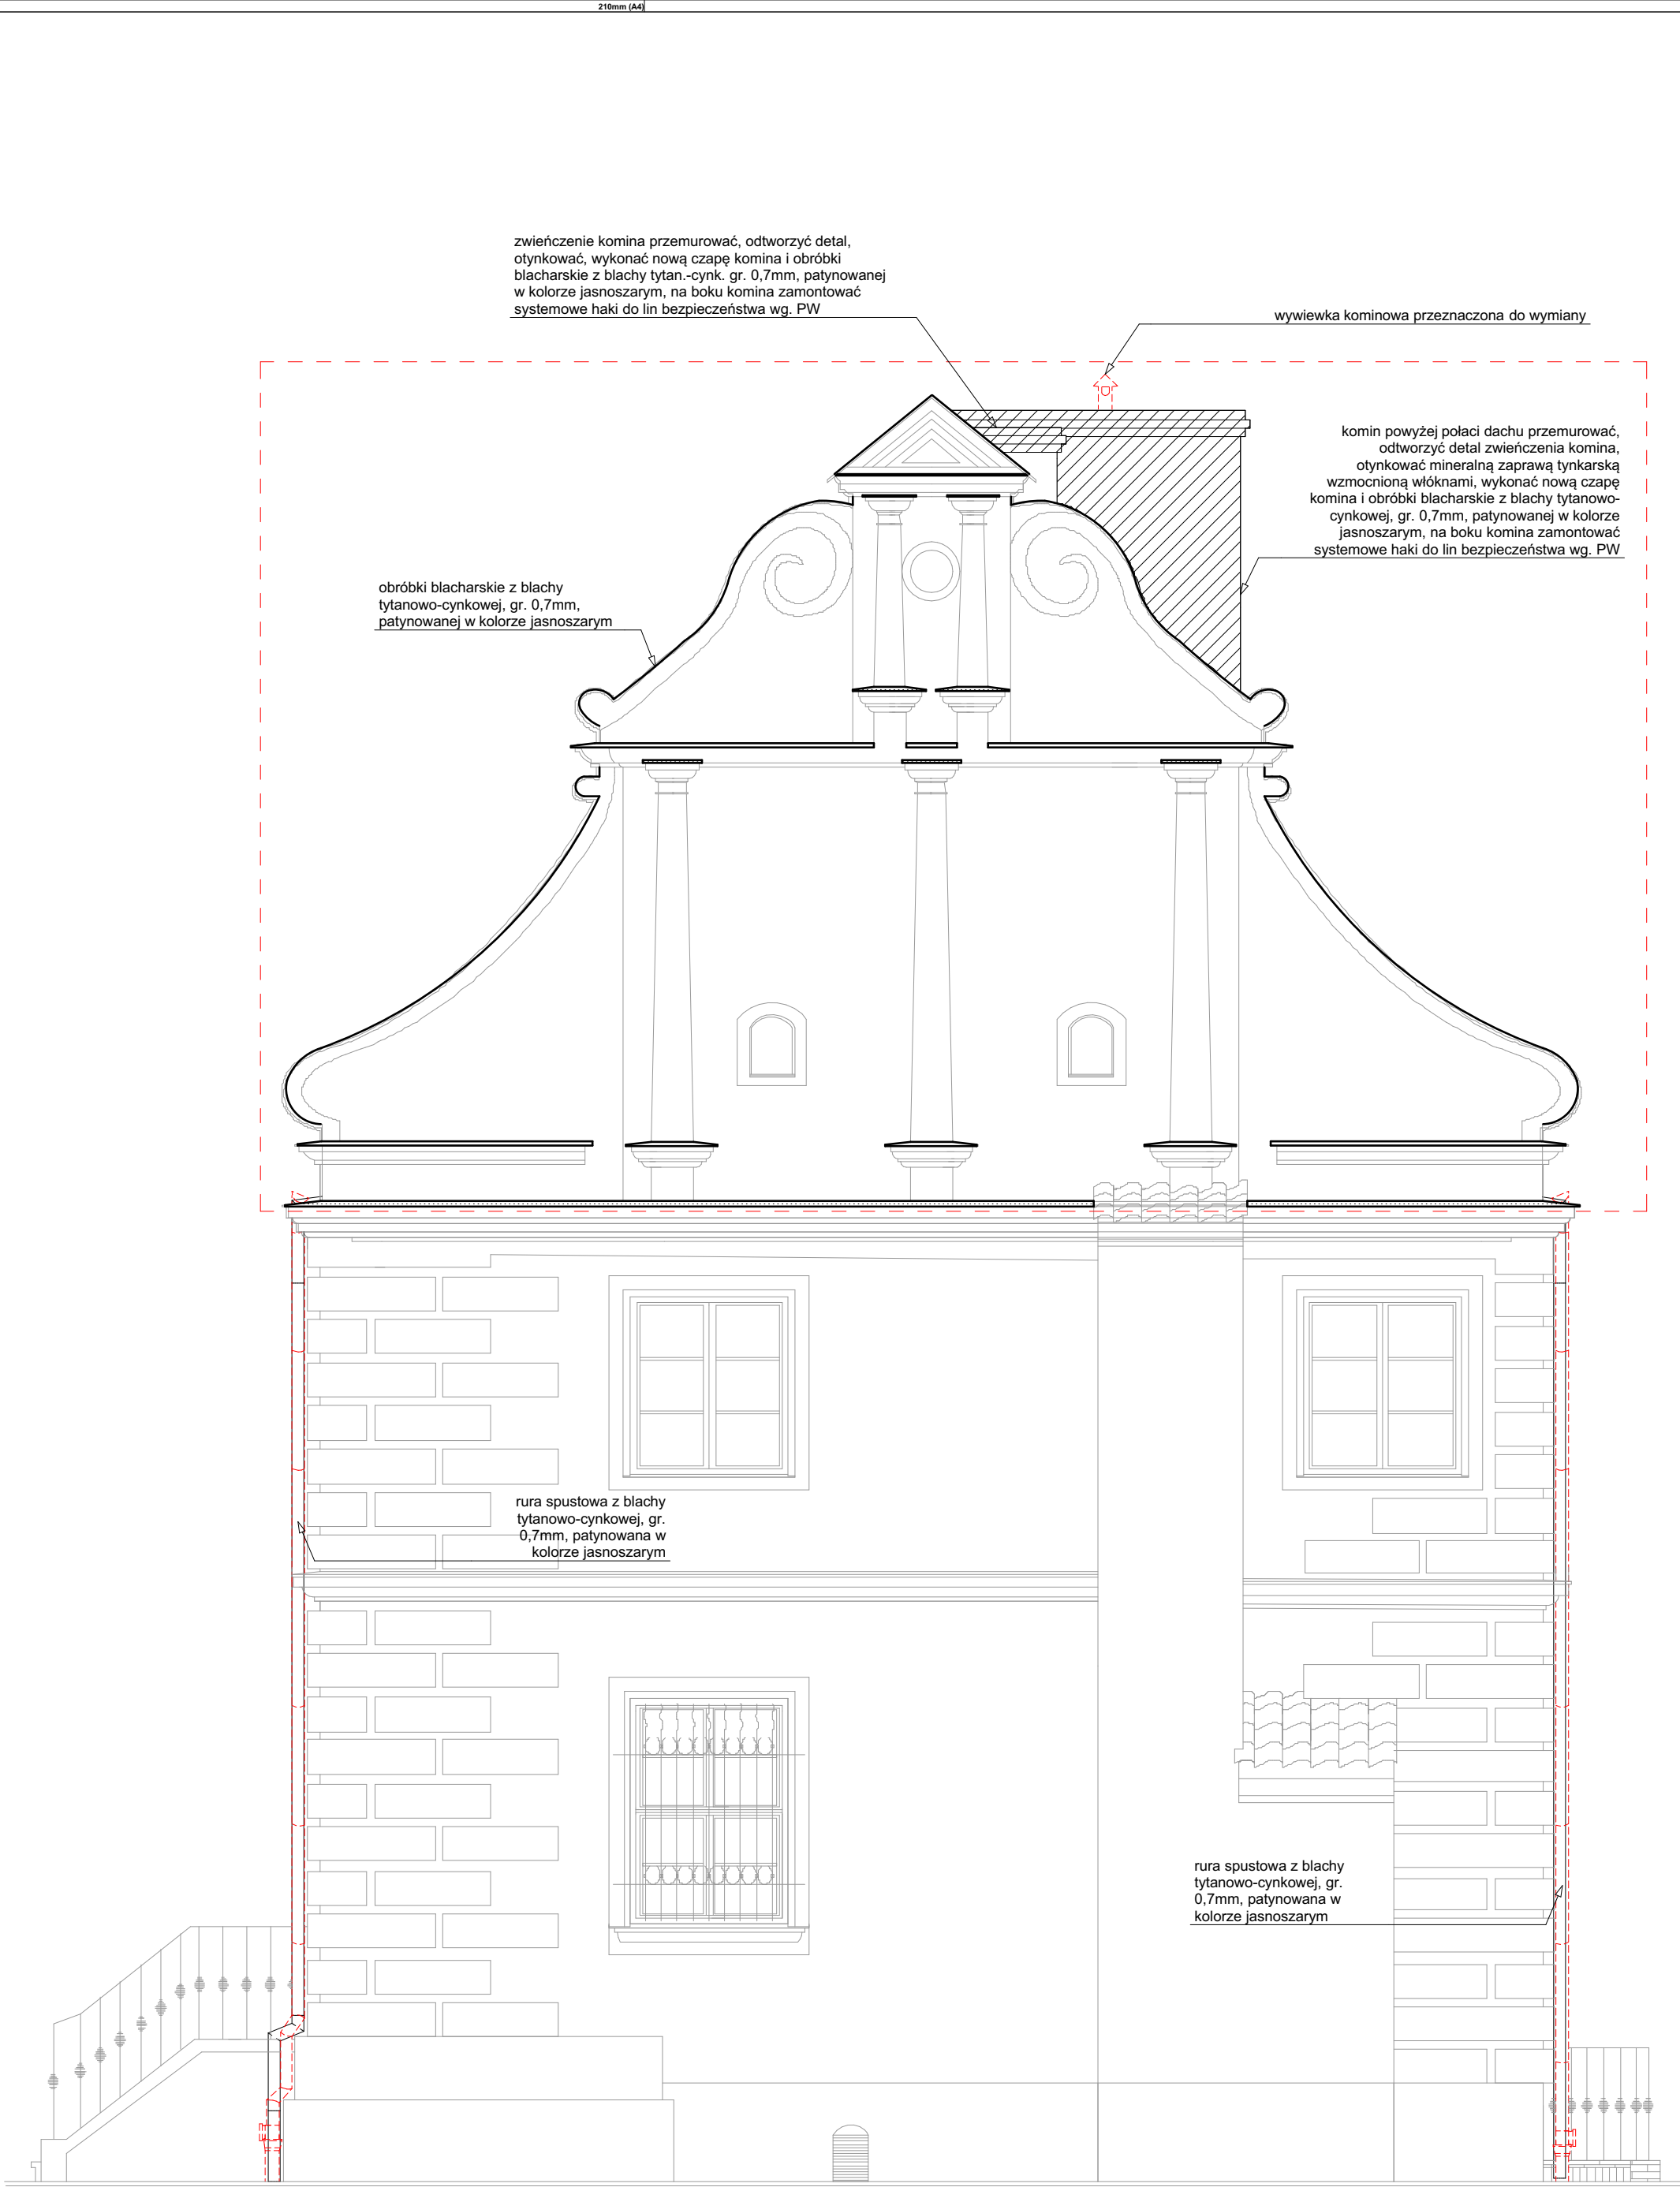 210mm (A4)
zwieńczenie komina przemurować, odtworzyć detal,
otynkować, wykonać nową czapę komina i obróbki
blacharskie z blachy tytan.-cynk. gr. 0,7mm, patynowanej
w kolorze jasnoszarym, na boku komina zamontować
systemowe haki do lin bezpieczeństwa wg. PW
wywiewka kominowa przeznaczona do wymiany
komin powyżej połaci dachu przemurować,
odtworzyć detal zwieńczenia komina,
otynkować mineralną zaprawą tynkarską
wzmocnioną włóknami, wykonać nową czapę
komina i obróbki blacharskie z blachy tytanowo-
cynkowej, gr. 0,7mm, patynowanej w kolorze
jasnoszarym, na boku komina zamontować
systemowe haki do lin bezpieczeństwa wg. PW
obróbki blacharskie z blachy
tytanowo-cynkowej, gr. 0,7mm,
patynowanej w kolorze jasnoszarym
rura spustowa z blachy
tytanowo-cynkowej, gr.
0,7mm, patynowana w
kolorze jasnoszarym
rura spustowa z blachy
tytanowo-cynkowej, gr.
0,7mm, patynowana w
kolorze jasnoszarym